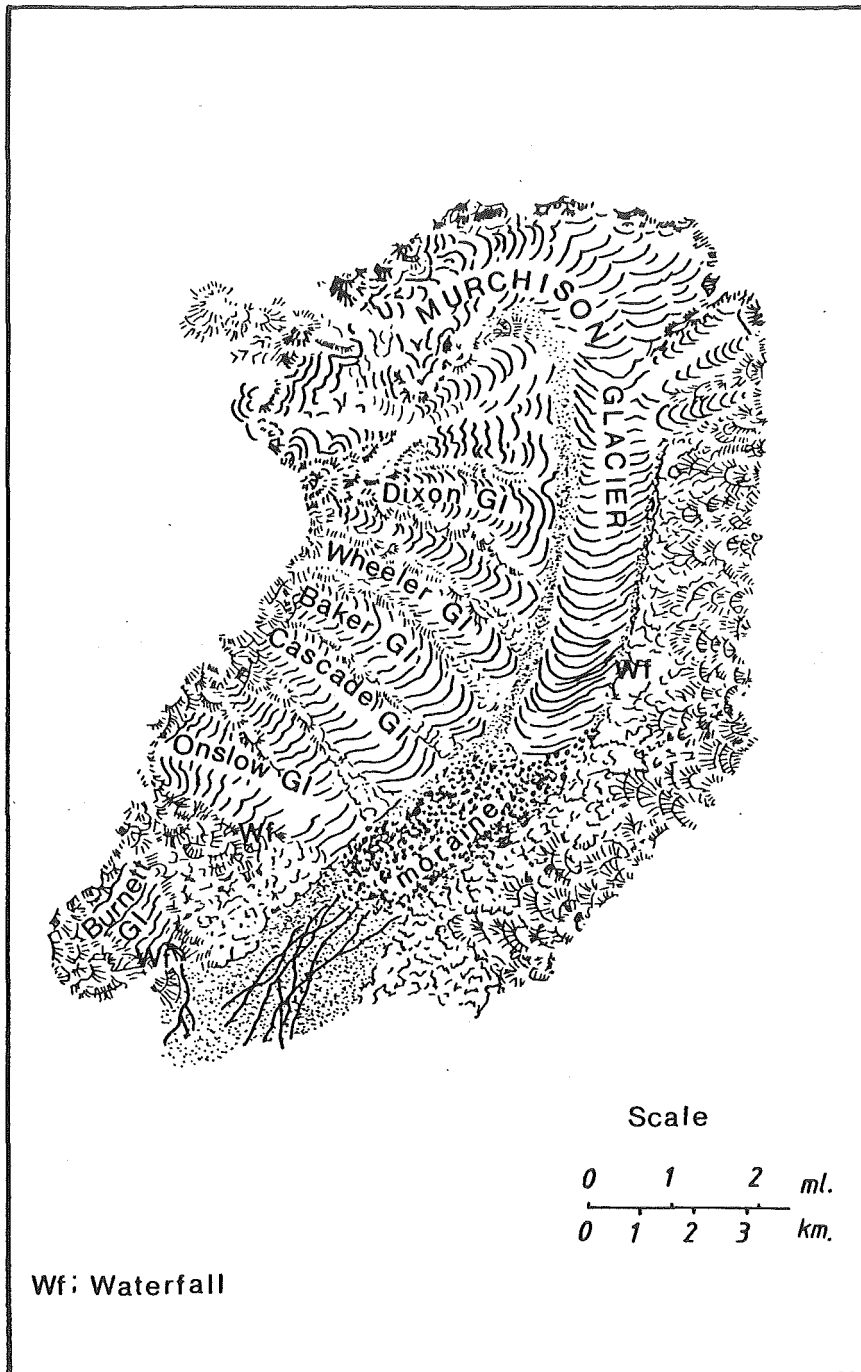 MURCHISON
GLACIER
Dixon Gl
Wheeler Gl
Baker Gl
Cascade Gl
Wf
Onslow Gl
Wf
moraine
Burnett
Gl
Wf
Scale
0 1 2 ml.
0 1 2 3 km.
Wf; Waterfall